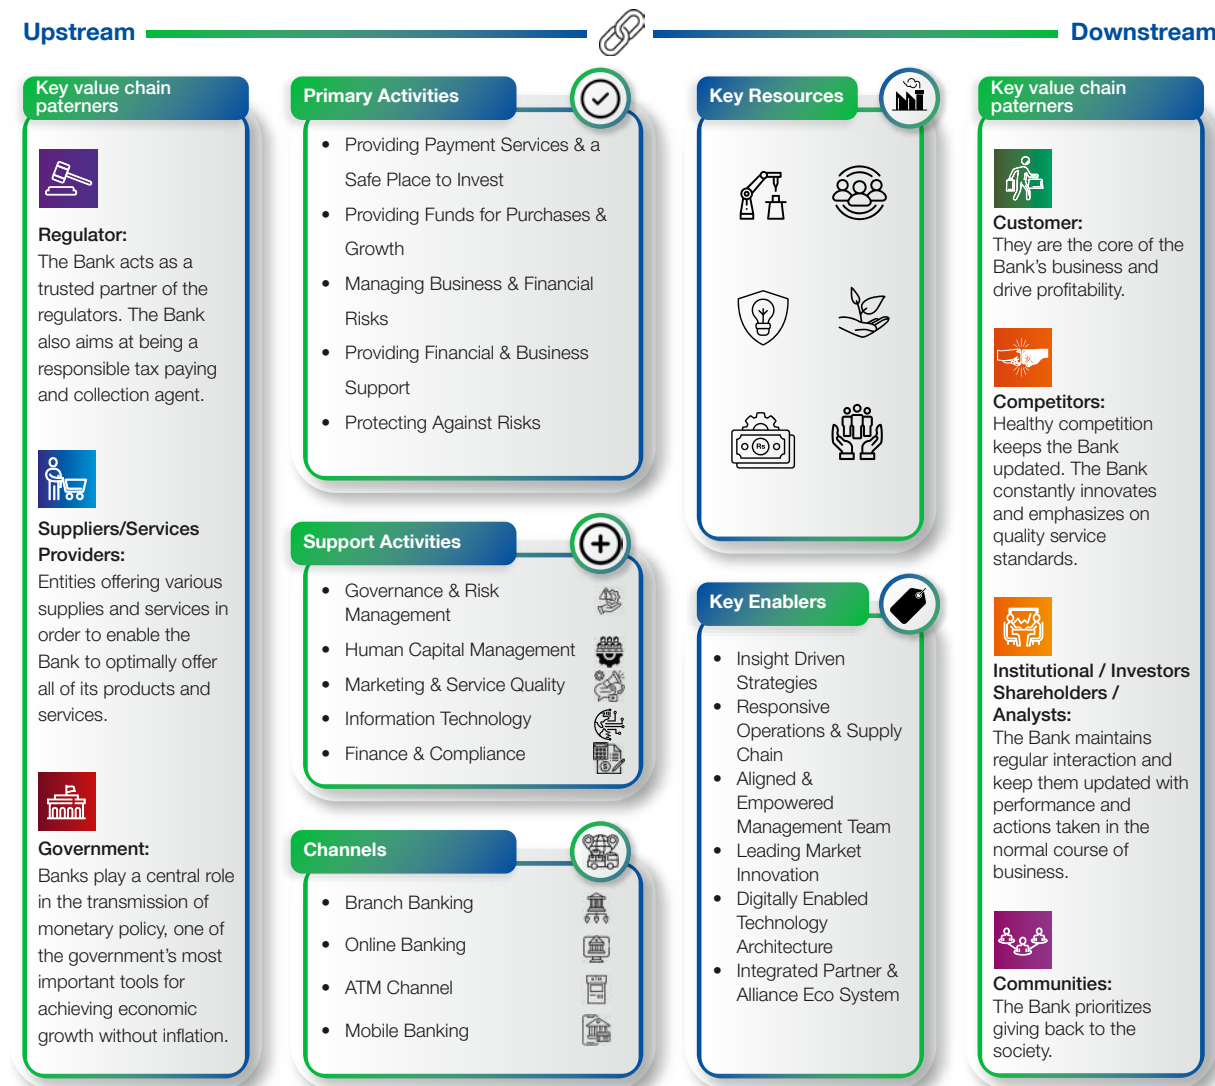 Upstream
Downstream
Key value chain
paterners
Regulator:
The Bank acts as a
trusted partner of the
regulators. The Bank
also aims at being a
responsible tax paying
and collection agent.
Suppliers/Services
Providers:
Entities offering various
supplies and services in
order to enable the
Bank to optimally offer
all of its products and
services.
Government:
Banks play a central role
in the transmission of
monetary policy, one of
the government’s most
important tools for
achieving economic
growth without inflation.
Primary Activities
• Providing Payment Services & a
Safe Place to Invest
• Providing Funds for Purchases &
Growth
• Managing Business & Financial
Risks
• Providing Financial & Business
Support
• Protecting Against Risks
Support Activities
• Governance & Risk
Management
• Human Capital Management
• Marketing & Service Quality
• Information Technology
• Finance & Compliance
Channels
• Branch Banking
• Online Banking
• ATM Channel
ATM
• Mobile Banking
Key Resources
Rs
Key Enablers
• Insight Driven
Strategies
• Responsive
Operations & Supply
Chain
• Aligned &
Empowered
Management Team
• Leading Market
Innovation
• Digitally Enabled
Technology
Architecture
• Integrated Partner &
Alliance Eco System
Key value chain
paterners
Customer:
They are the core of the
Bank’s business and
drive profitability.
Competitors:
Healthy competition
keeps the Bank
updated. The Bank
constantly innovates
and emphasizes on
quality service
standards.
Institutional / Investors
Shareholders /
Analysts:
The Bank maintains
regular interaction and
keep them updated with
performance and
actions taken in the
normal course of
business.
Communities:
The Bank prioritizes
giving back to the
society.